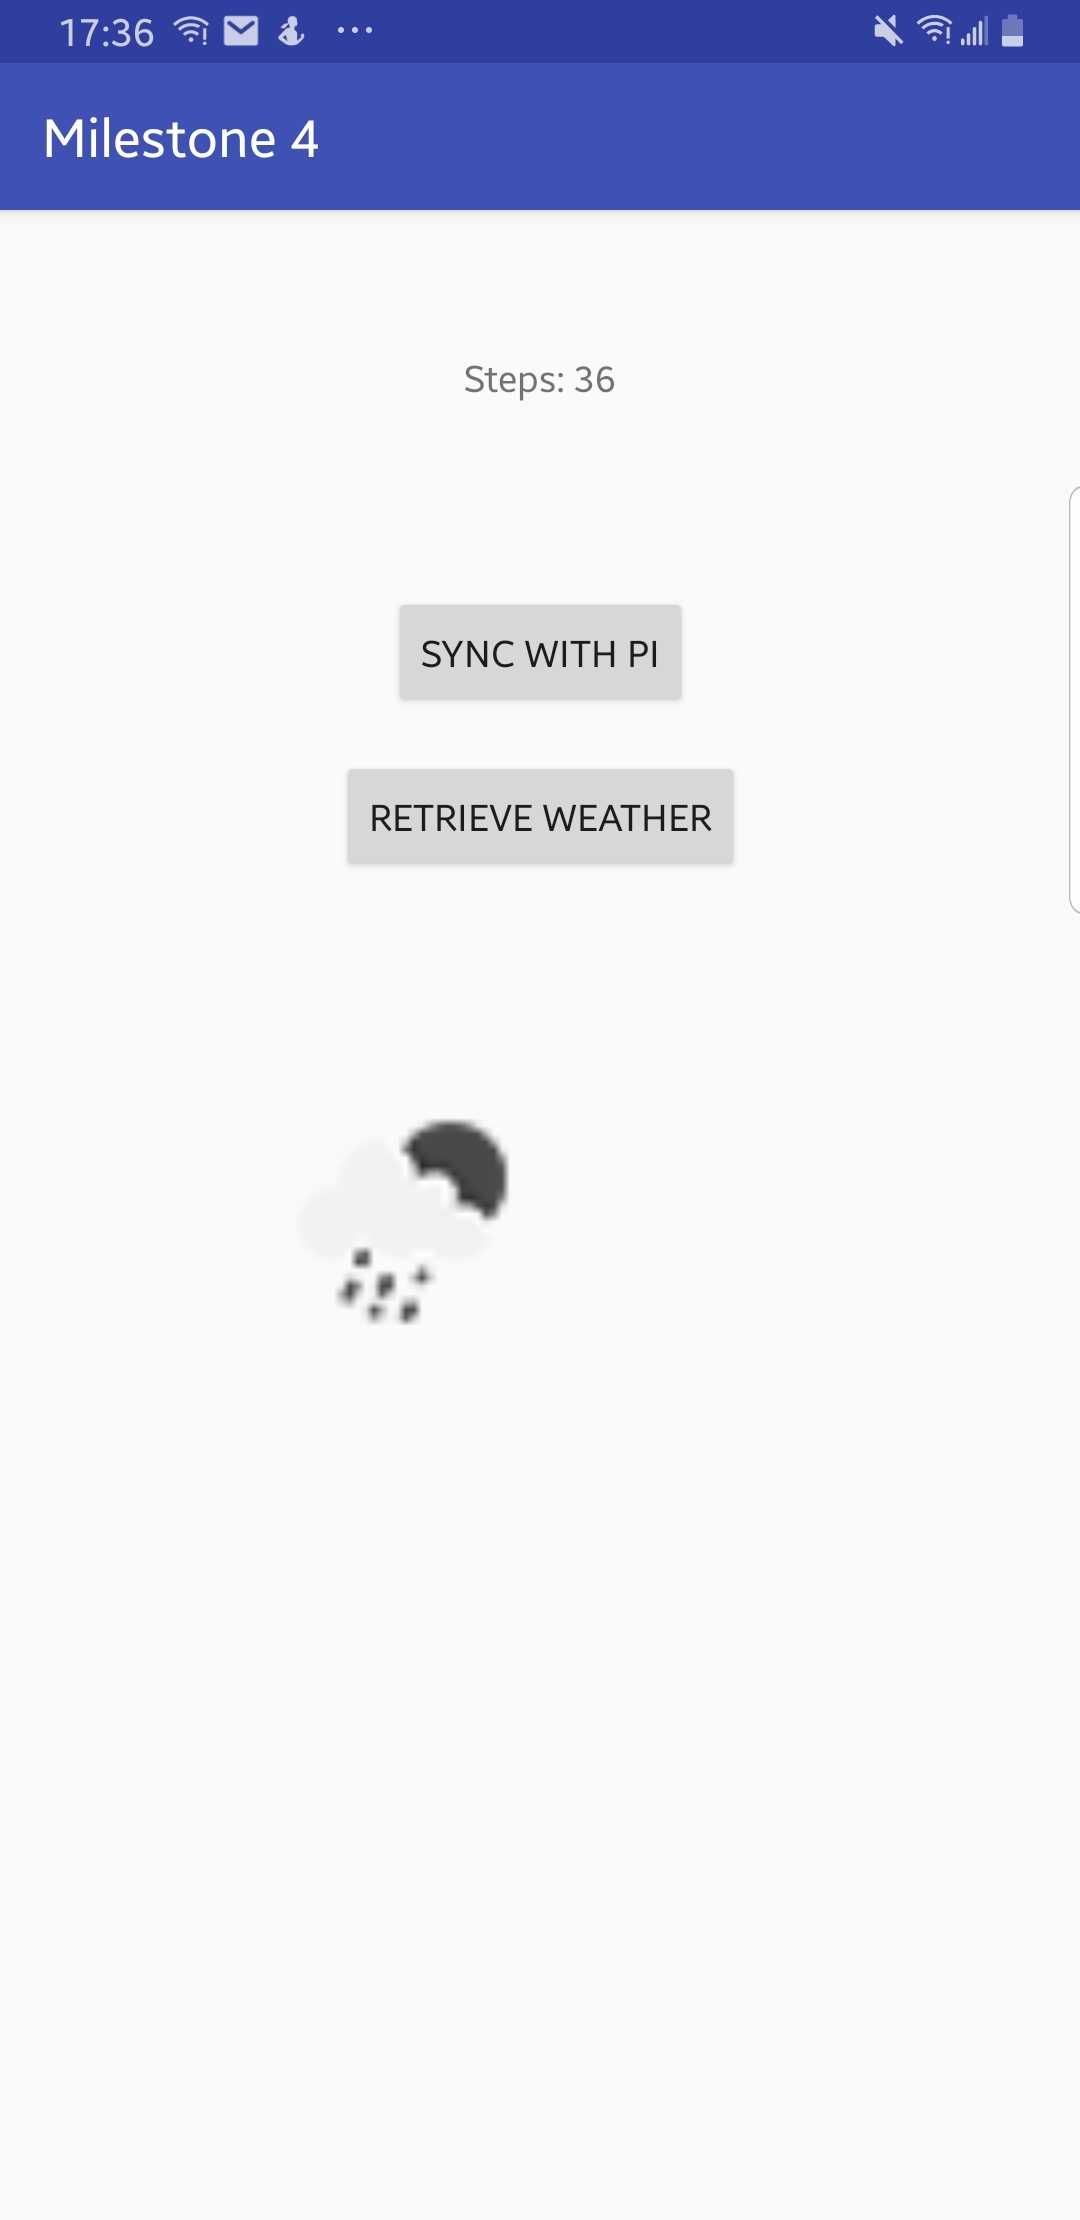 17:36
Milestone 4
Steps: 36
SYNC WITH PI
RETRIEVE WEATHER